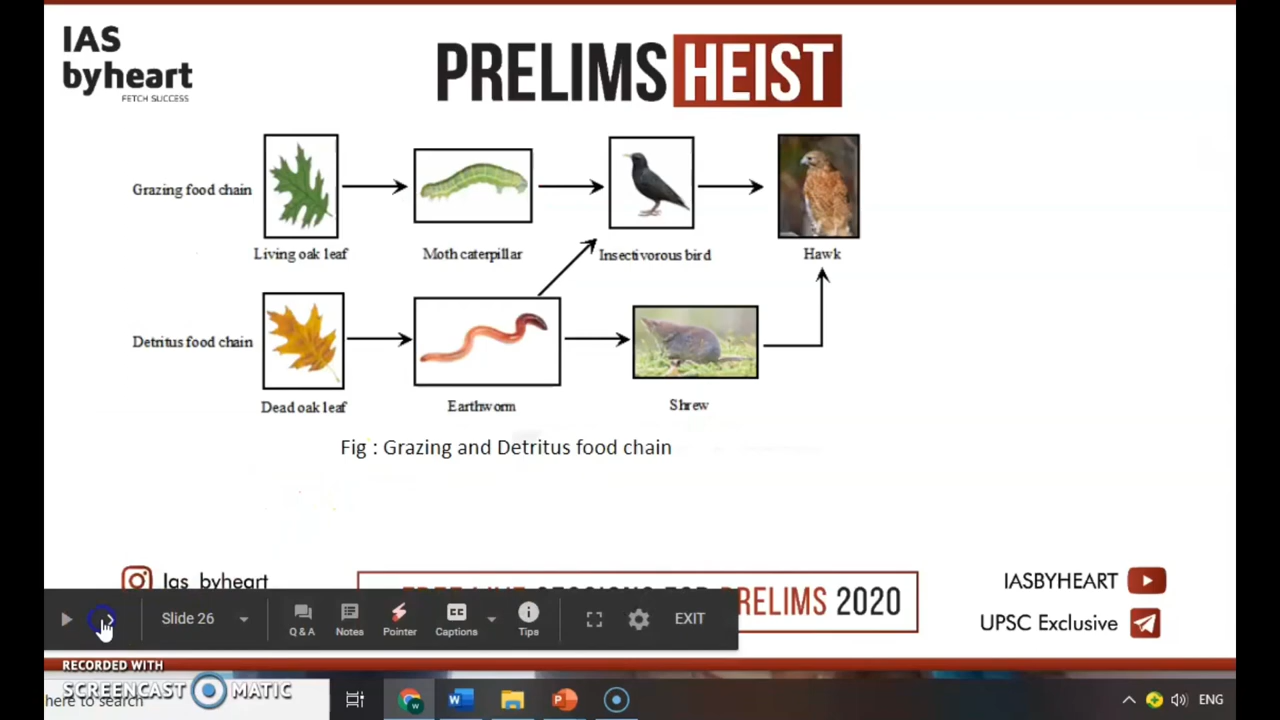 IAS
byheart
FETCH SUCCESS
PRELIMS HEIST
Grazing food chain
Living oak leaf
Moth caterpillar
Insectivorous bird
Hawk
Detritus food chain
Dead oak leaf
Earthworm
Shrew
Fig : Grazing and Detritus food chain
Ias_byheart
PRELIMS 2020
IASBYHEART
UPSC Exclusive
Slide 26
Q & A
Notes
Pointer
CC
Captions
Tips
EXIT
RECORDED WITH
SCREENCAST MATIC
here to search
ENG